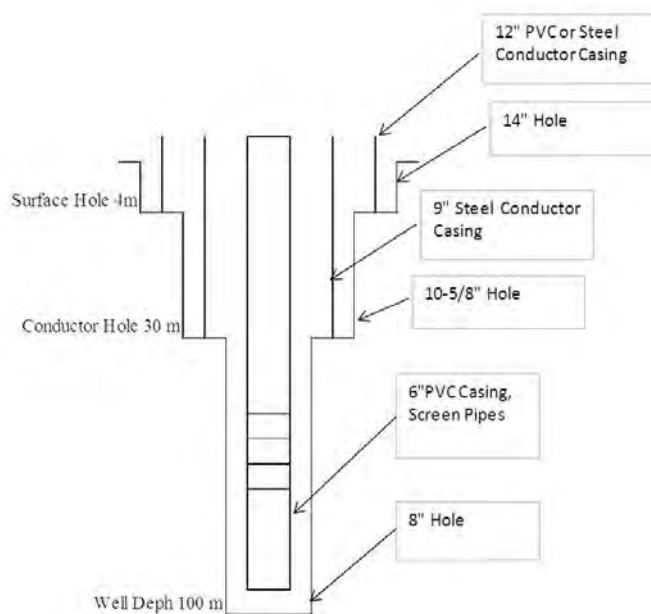 12" PVC or Steel
Conductor Casing
14" Hole
Surface Hole 4m
9" Steel Conductor
Casing
10-5/8" Hole
Conductor Hole 30 m
6"PVC Casing,
Screen Pipes
8" Hole
Well Deph 100 m